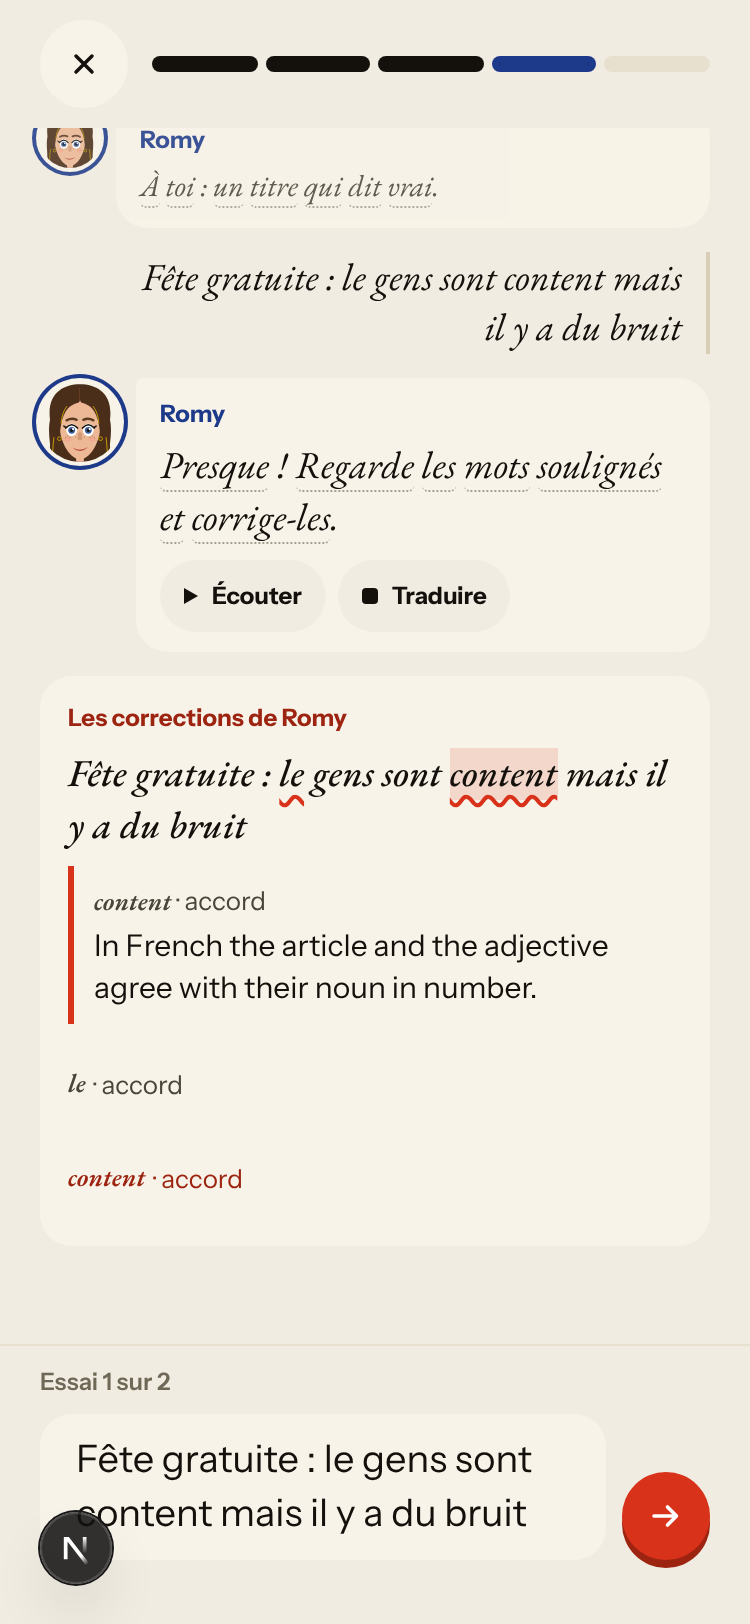 Romy
À toi : un titre qui dit vrai.
Fête gratuite : le gens sont content mais
il y a du bruit
Romy
Presque ! Regarde les mots soulignés
et corrige-les.
Écouter
Traduire
Les corrections de Romy
Fête gratuite : le gens sont content mais il
y a du bruit
content · accord
In French the article and the adjective
agree with their noun in number.
le · accord
content · accord
Essai 1 sur 2
Fête gratuite : le gens sont
content mais il y a du bruit
N